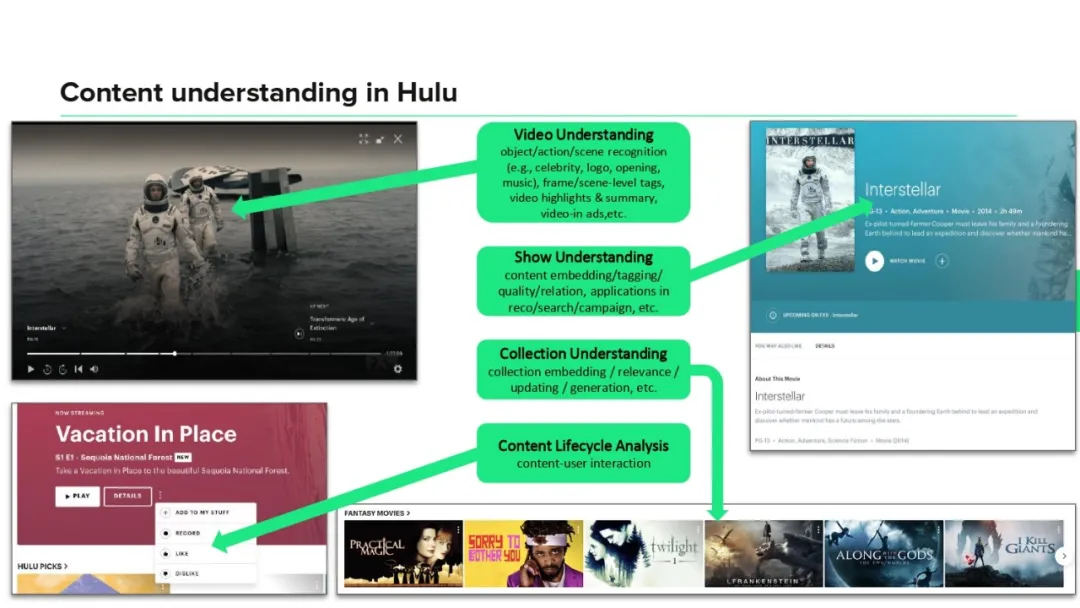 Content understanding in Hulu
Video Understanding
object/action/scene recognition
(e.g., celebrity, logo, opening,
music), frame/scene-level tags,
video highlights & summary,
video-in ads,etc.
Show Understanding
content embedding/tagging/
quality/relation, applications in
reco/search/campaign, etc.
Collection Understanding
collection embedding / relevance /
updating / generation, etc.
Content Lifecycle Analysis
content-user interaction
UP NEXT
Transformers: Age of
Extinction
Interstellar
INTERSTELLAR
Interstellar
PG-13 • Action, Adventure • Movie • 2014 • 2h 49m
Ex-pilot turned farmer Cooper must leave his family and a foundering
Earth behind to lead an expedition and discover whether mankind ha...
WATCH MOVIE
UPCOMING ON FXM - Interstellar
YOU MAY ALSO LIKE
DETAILS
About This Movie
Interstellar
Ex-pilot turned farmer Cooper must leave his family and a foundering Earth behind to lead an expedition and
discover whether mankind has a future among the stars.
PG-13 • Action, Adventure, Science Fiction • Movie (2014)
NOW STREAMING
Vacation In Place
S1 E1 - Sequoia National Forest NEW
Take a Vacation in Place to the beautiful Sequoia National Forest.
PLAY
DETAILS
ADD TO MY STUFF
RECORD
LIKE
DISLIKE
HULU PICKS >
FANTASY MOVIES >
PRACTICAL
MAGIC
SORRY TO
BOTHER YOU
twilight
I, FRANKENSTEIN
ALONG WITH THE GODS
I KILL
GIANTS